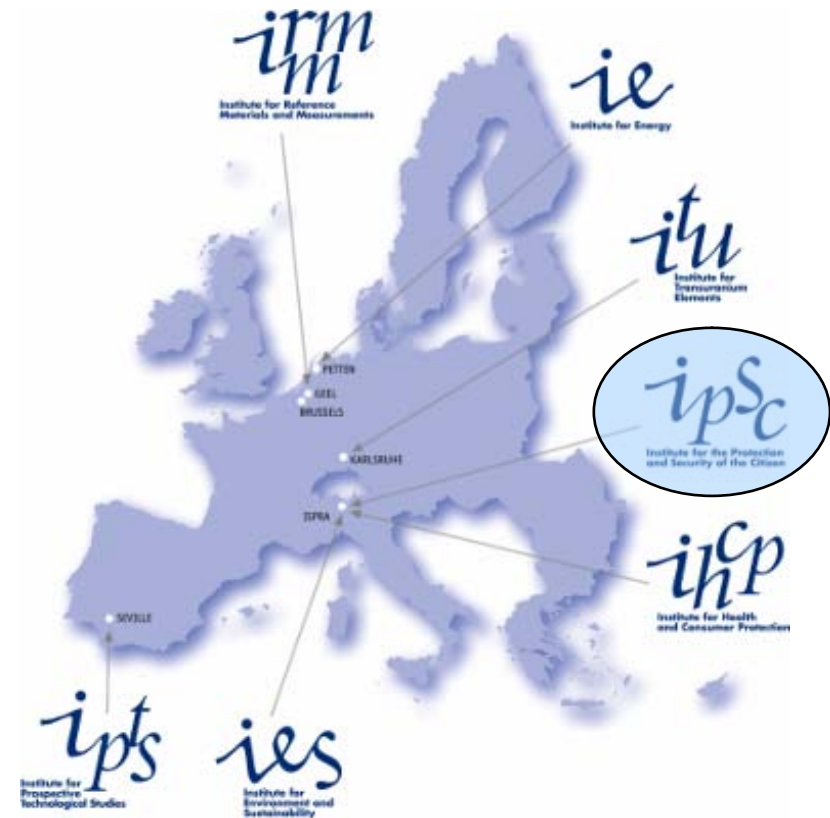 irmm
Institute for Reference
Materials and Measurements
ie
Institute for Energy
itu
Institute for
Transuranium
Elements
PETTEN
GEEL
BRUSSELS
ipsc
Institute for the Protection
and Security of the Citizen
KARLSRUHE
ISPRA
ihcp
Institute for Health
and Consumer Protection
SEVILLE
ipts
Institute for
Prospective
Technological Studies
ies
Institute for
Environment and
Sustainability